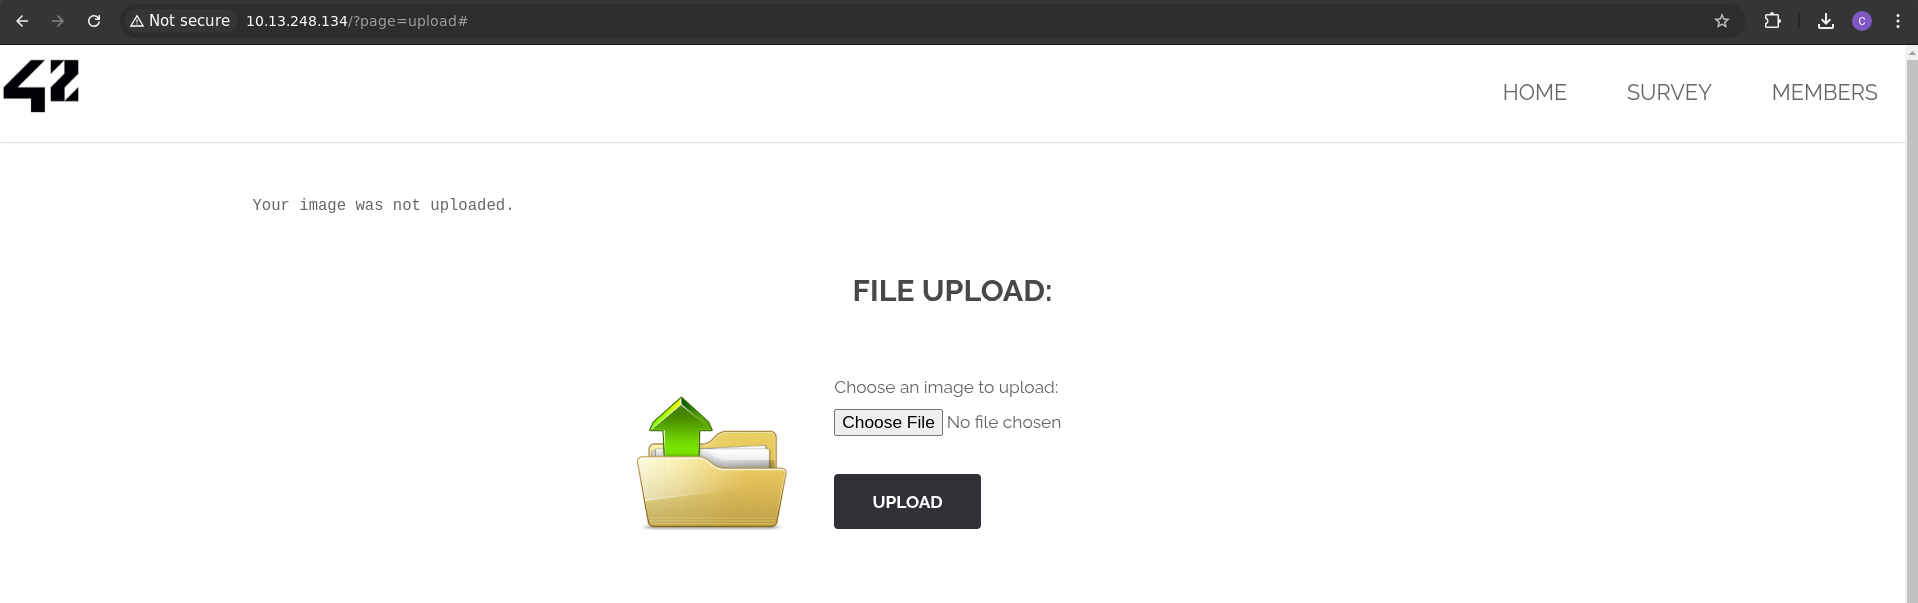 Not secure 10.13.248.134/?page=upload#
C
42
HOME SURVEY MEMBERS
Your image was not uploaded.
FILE UPLOAD:
Choose an image to upload:
Choose File No file chosen
UPLOAD